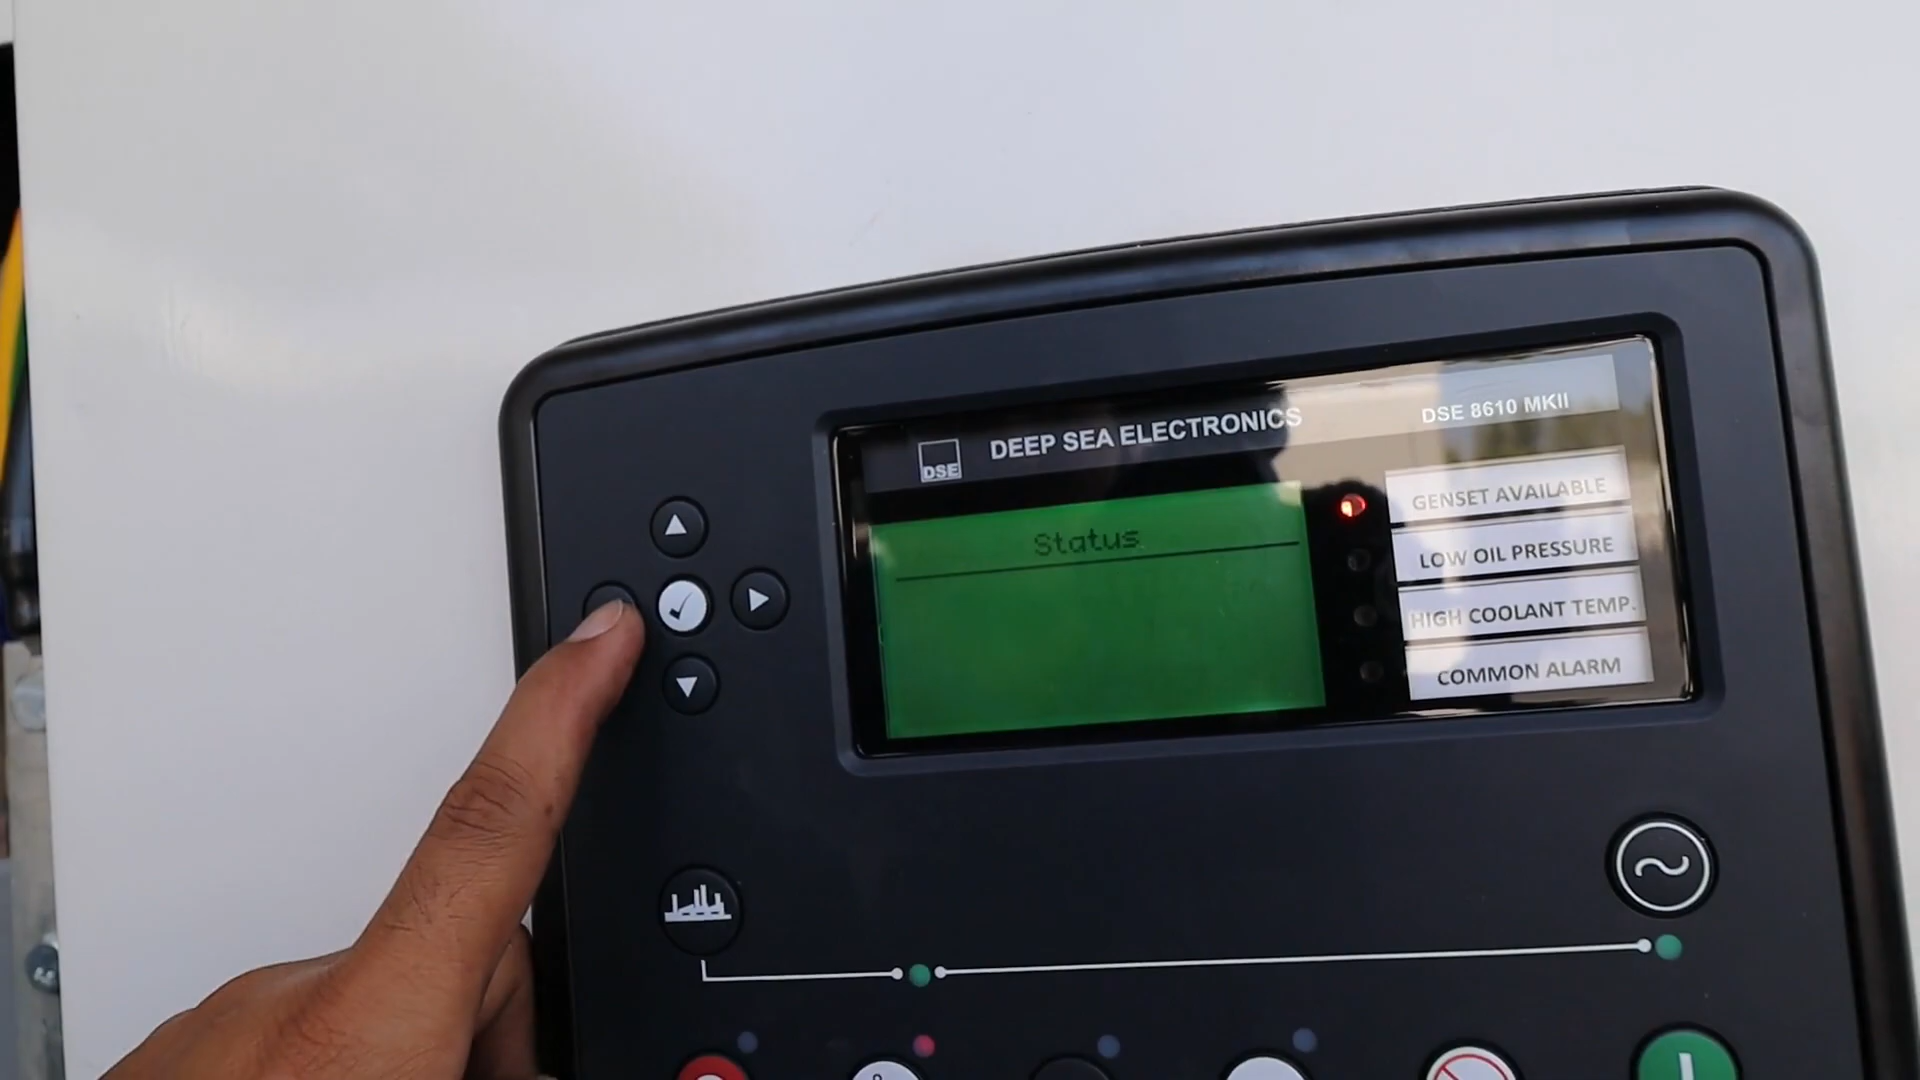 DSE
DEEP SEA ELECTRONICS
DSE 8610 MKII
Status
GENSET AVAILABLE
LOW OIL PRESSURE
HIGH COOLANT TEMP.
COMMON ALARM